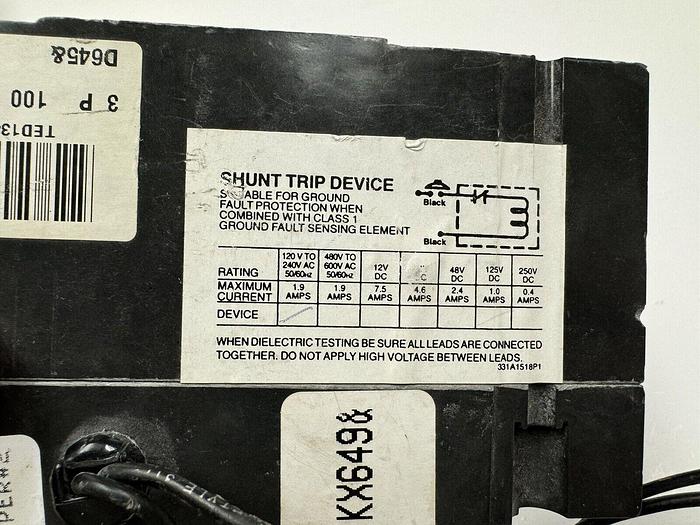 D645&
3 P 100
TED13
SHUNT TRIP DEVICE
SUITABLE FOR GROUND
FAULT PROTECTION WHEN
COMBINED WITH CLASS 1
GROUND FAULT SENSING ELEMENT
Black
Black
RATING 120 V TO 240V AC 50/60HZ 480V TO 600V AC 50/60HZ 12V DC 48V DC 125V DC 250V DC
MAXIMUM CURRENT 1.9 AMPS 1.9 AMPS 7.5 AMPS 4.6 AMPS 2.4 AMPS 1.0 AMPS 0.4 AMPS
DEVICE
WHEN DIELECTRIC TESTING BE SURE ALL LEADS ARE CONNECTED
TOGETHER. DO NOT APPLY HIGH VOLTAGE BETWEEN LEADS.
331A1518P1
KX649&